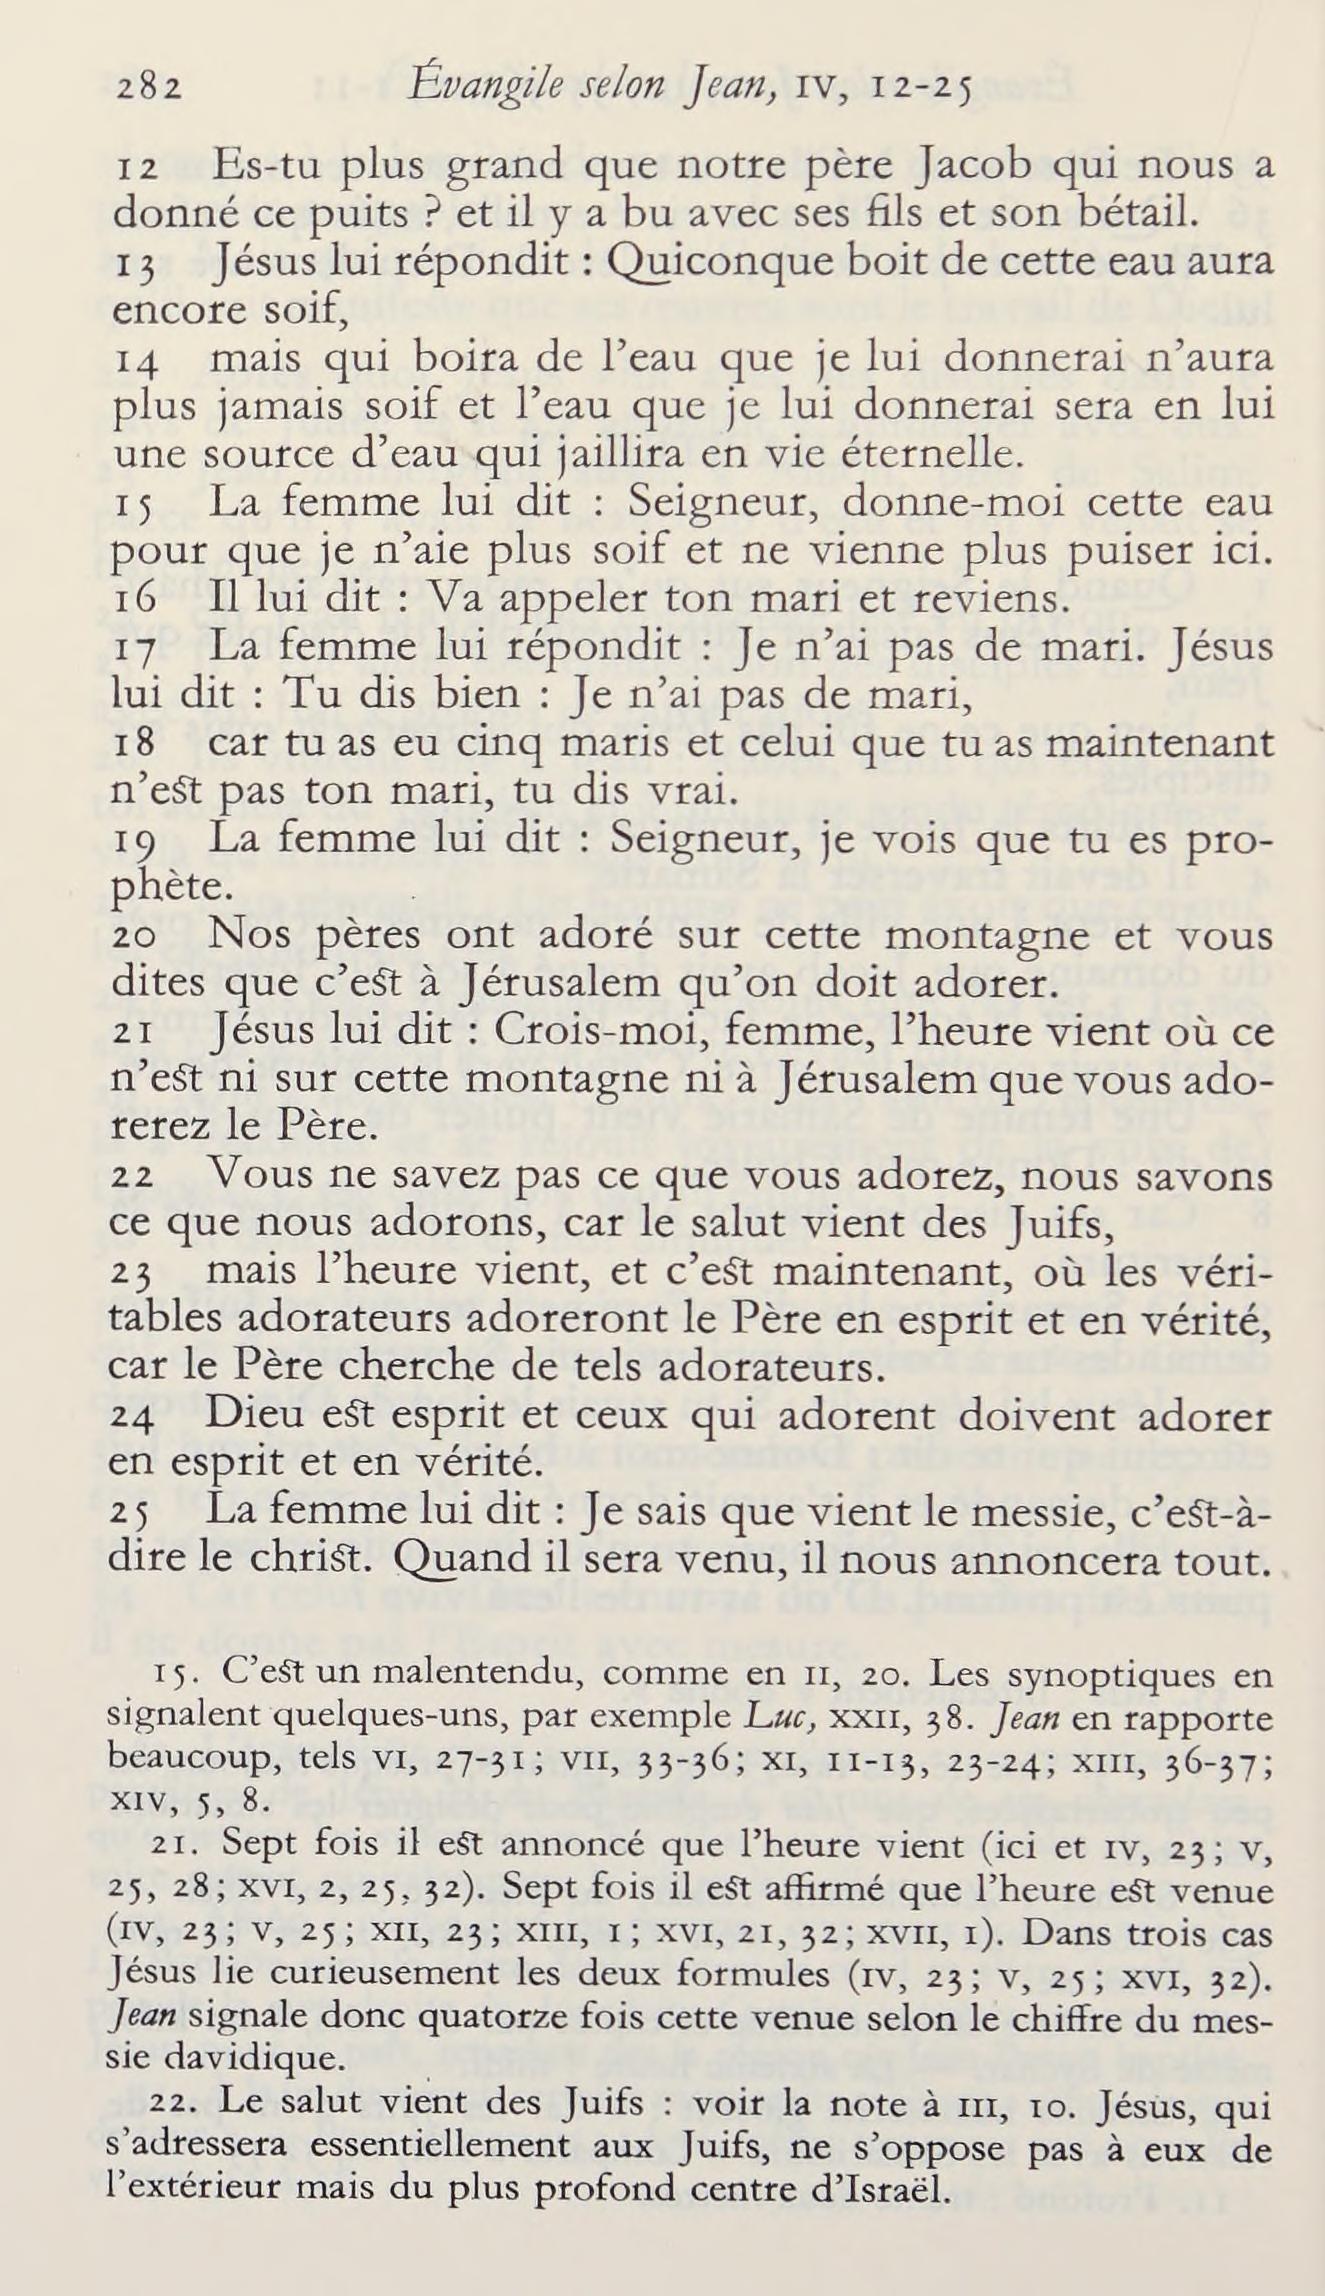 282 Évangile selon Jean, IV, 12-25
12 Es-tu plus grand que notre père Jacob qui nous a
donné ce puits ? et il y a bu avec ses fils et son bétail.
13 Jésus lui répondit : Quiconque boit de cette eau aura
encore soif,
14 mais qui boira de l’eau que je lui donnerai n’aura
plus jamais soif et l’eau que je lui donnerai sera en lui
une source d’eau qui jaillira en vie éternelle.
15 La femme lui dit : Seigneur, donne-moi cette eau
pour que je n’aie plus soif et ne vienne plus puiser ici.
16 Il lui dit : Va appeler ton mari et reviens.
17 La femme lui répondit : Je n’ai pas de mari. Jésus
lui dit : Tu dis bien : Je n’ai pas de mari,
18 car tu as eu cinq maris et celui que tu as maintenant
n’est pas ton mari, tu dis vrai.
19 La femme lui dit : Seigneur, je vois que tu es pro-
phète.
20 Nos pères ont adoré sur cette montagne et vous
dites que c’est à Jérusalem qu’on doit adorer.
21 Jésus lui dit : Crois-moi, femme, l’heure vient où ce
n’est ni sur cette montagne ni à Jérusalem que vous ado-
rerez le Père.
22 Vous ne savez pas ce que vous adorez, nous savons
ce que nous adorons, car le salut vient des Juifs,
23 mais l’heure vient, et c’est maintenant, où les véri-
tables adorateurs adoreront le Père en esprit et en vérité,
car le Père cherche de tels adorateurs.
24 Dieu est esprit et ceux qui adorent doivent adorer
en esprit et en vérité.
25 La femme lui dit : Je sais que vient le messie, c’est-à-
dire le christ. Quand il sera venu, il nous annoncera tout.
15. C’est un malentendu, comme en II, 20. Les synoptiques en
signalent quelques-uns, par exemple Luc, XXII, 38. Jean en rapporte
beaucoup, tels VI, 27-31; VII, 33-36; XI, 11-13, 23-24; XIII, 36-37;
XIV, 5, 8.
21. Sept fois il est annoncé que l’heure vient (ici et IV, 23; V,
25, 28; XVI, 2, 25, 32). Sept fois il est affirmé que l’heure est venue
(IV, 23; V, 25; XII, 23; XIII, 1; XVI, 21, 32; XVII, 1). Dans trois cas
Jésus lie curieusement les deux formules (IV, 23; V, 25; XVI, 32).
Jean signale donc quatorze fois cette venue selon le chiffre du mes-
sie davidique.
22. Le salut vient des Juifs : voir la note à III, 10. Jésus, qui
s’adressera essentiellement aux Juifs, ne s’oppose pas à eux de
l’extérieur mais du plus profond centre d’Israël.